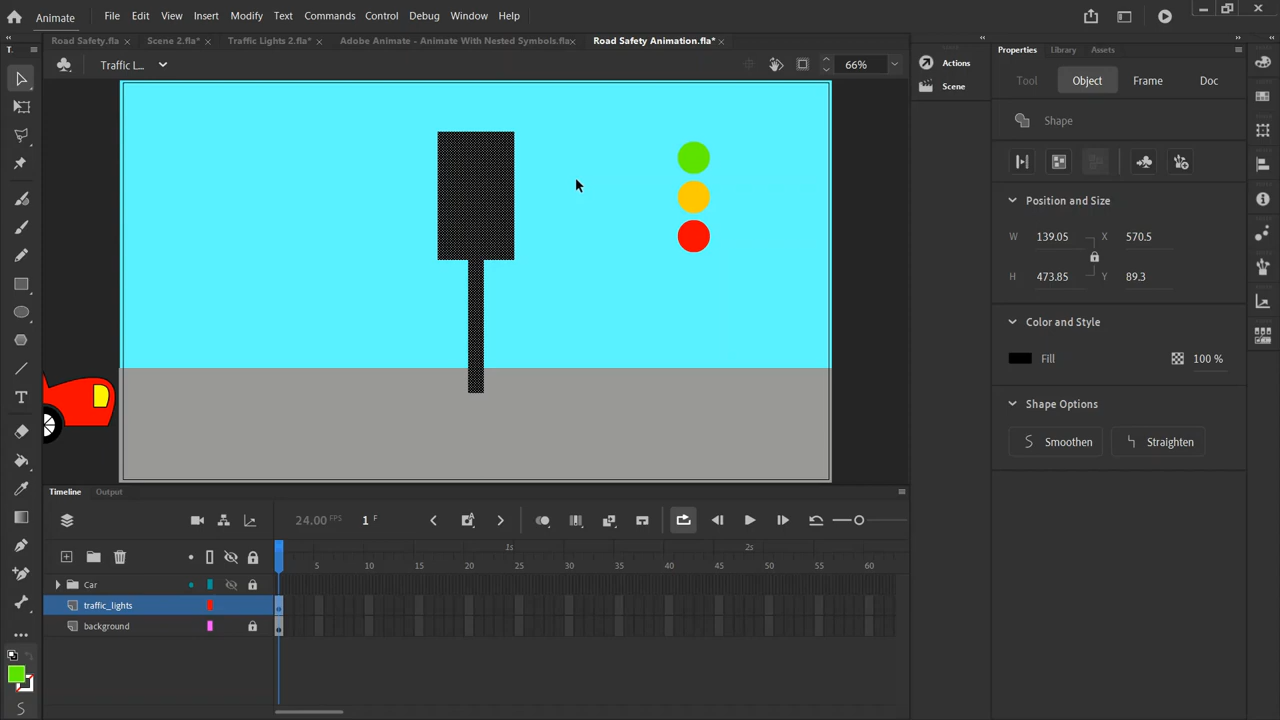 Animate File Edit View Insert Modify Text Commands Control Debug Window Help
Road Safety.fla × Scene 2.fla* × Traffic Lights 2.fla* × Adobe Animate - Animate With Nested Symbols.fla × Road Safety Animation.fla* ×
T.
Traffic L... 66%
Actions
Scene
Properties Library Assets
Tool Object Frame Doc
Shape
Position and Size
W 139.05 X 570.5
H 473.85 Y 89.3
Color and Style
Fill 100 %
Shape Options
Smoothen Straighten
Timeline Output
24.00 FPS 1 F
1s 2s
5 10 15 20 25 30 35 40 45 50 55 60
Car
traffic_lights
background